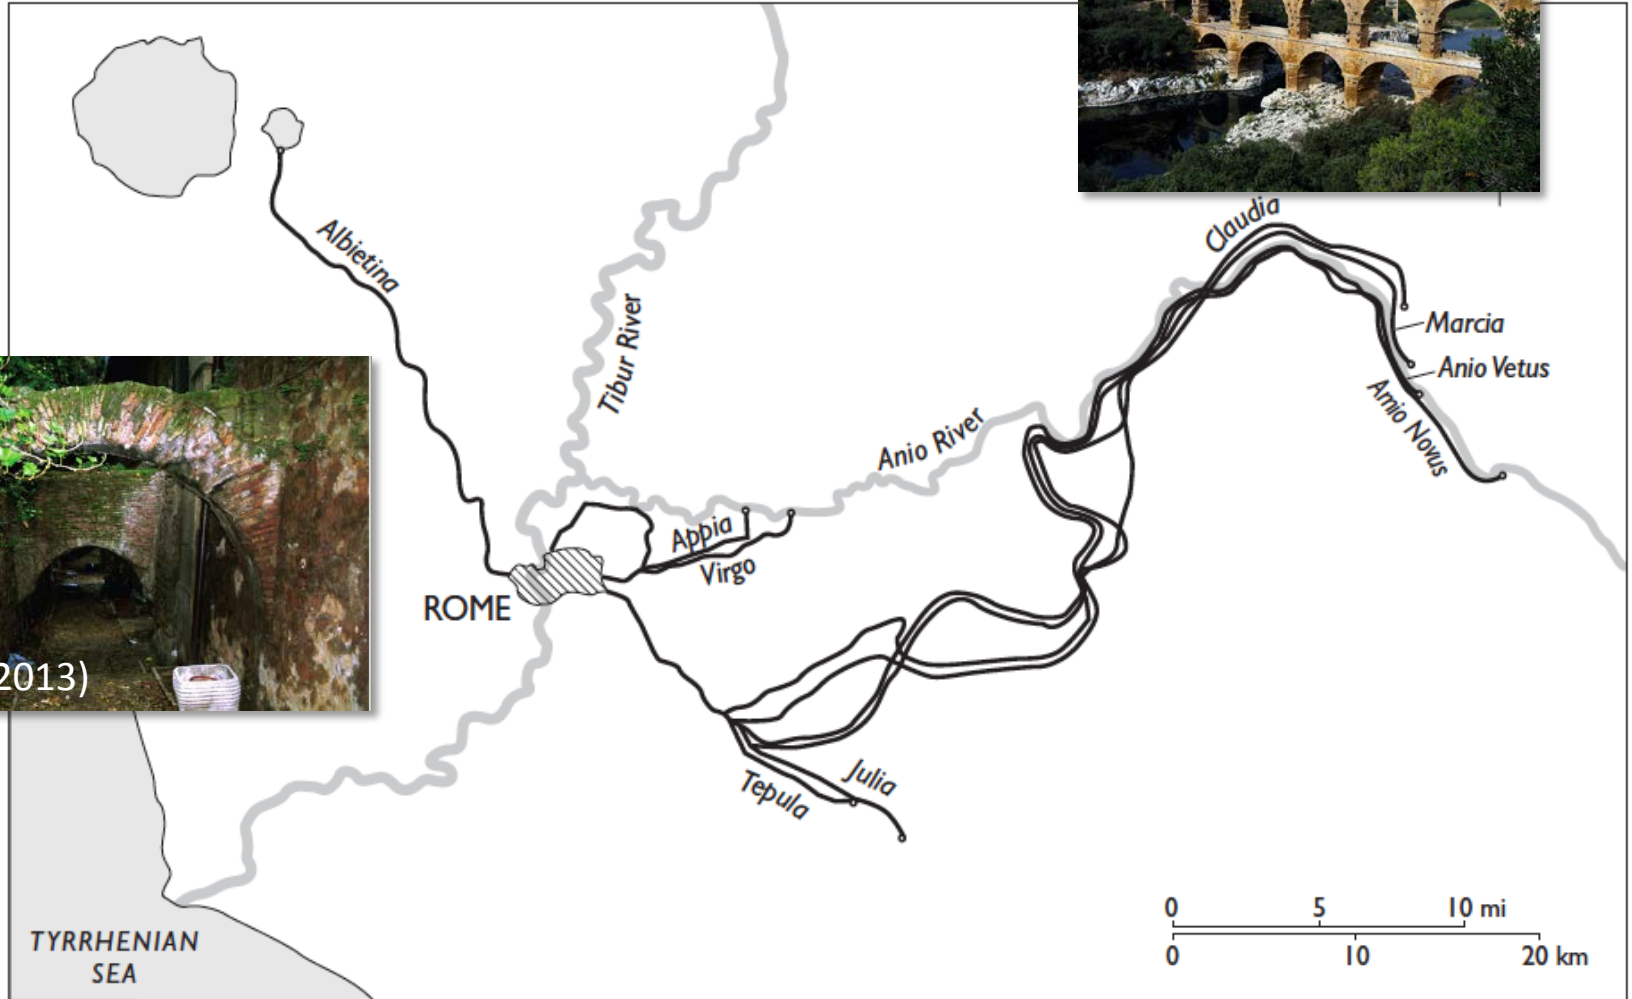 Claudia
Albietina
Tibur River
Marcia
Anio Vetus
Amio Novus
Anio River
Appia
Virgo
ROME
2013)
Julia
Tepula
0 5 10 mi
0 10 20 km
TYRRHENIAN
SEA